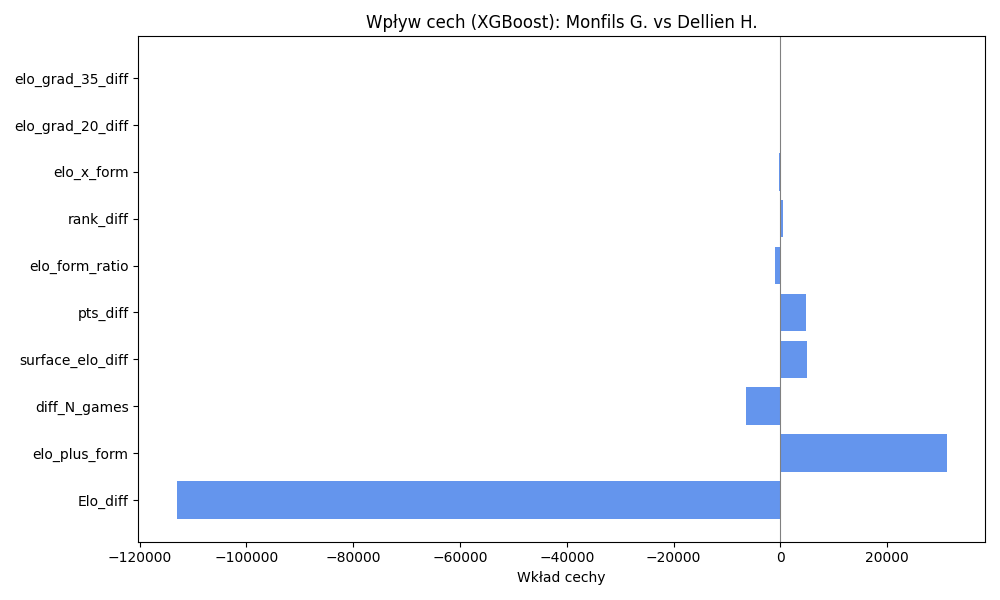 Wpływ cech (XGBoost): Monfils G. vs Dellien H.
elo_grad_35_diff
elo_grad_20_diff
elo_x_form
rank_diff
elo_form_ratio
pts_diff
surface_elo_diff
diff_N_games
elo_plus_form
Elo_diff
−120000 −100000 −80000 −60000 −40000 −20000 0 20000
Wkład cechy